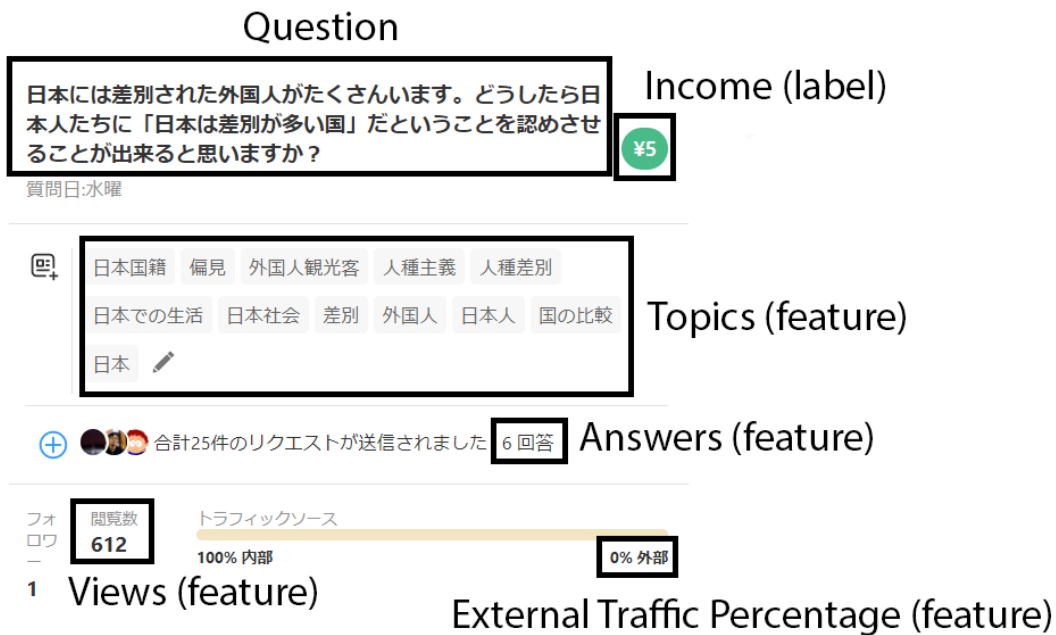 Question
日本には差別された外国人がたくさんいます。どうしたら日
本人たちに「日本は差別が多い国」だということを認めさせ
ることが出来ると思いますか？
Income (label)
¥5
質問日:水曜
日本国籍 偏見 外国人観光客 人種主義 人種差別
日本での生活 日本社会 差別 外国人 日本人 国の比較
日本
Topics (feature)
合計25件のリクエストが送信されました 6 回答
Answers (feature)
フォ
ロワ
ー
1
閲覧数
612
トラフィックソース
100% 内部
0% 外部
Views (feature)
External Traffic Percentage (feature)